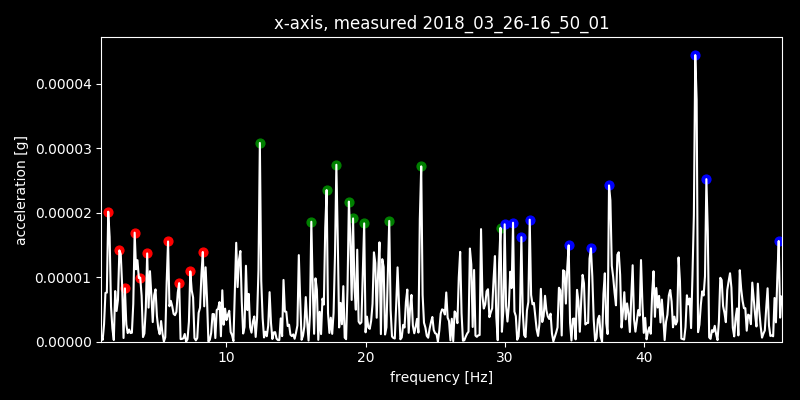 x-axis, measured 2018_03_26-16_50_01
acceleration [g]
0.00004
0.00003
0.00002
0.00001
0.00000
10 20 30 40
frequency [Hz]